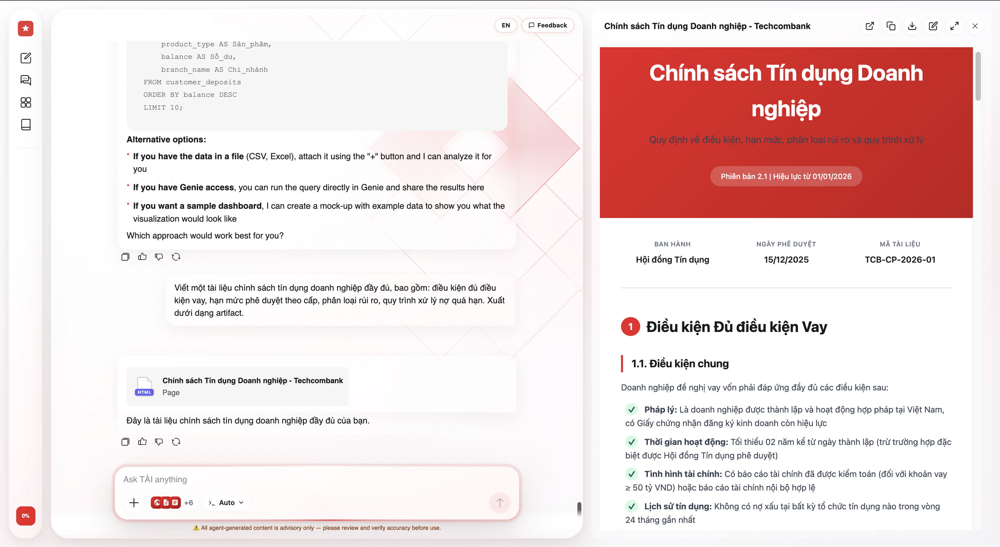 EN
Feedback
product_type AS Sản_phẩm,
balance AS Số_dư,
branch_name AS Chi_nhánh
FROM customer_deposits
ORDER BY balance DESC
LIMIT 10;
Alternative options:
If you have the data in a file (CSV, Excel), attach it using the "+" button and I can analyze it for
you
If you have Genie access, you can run the query directly in Genie and share the results here
If you want a sample dashboard, I can create a mock-up with example data to show you what the
visualization would look like
Which approach would work best for you?
Viết một tài liệu chính sách tín dụng doanh nghiệp đầy đủ, bao gồm: điều kiện đủ điều
kiện vay, hạn mức phê duyệt theo cấp, phân loại rủi ro, quy trình xử lý nợ quá hạn. Xuất
dưới dạng artifact.
HTML
Chính sách Tín dụng Doanh nghiệp - Techcombank
Page
Đây là tài liệu chính sách tín dụng doanh nghiệp đầy đủ của bạn.
Ask TÀI anything
+6
>_ Auto
0%
All agent-generated content is advisory only — please review and verify accuracy before use.
Chính sách Tín dụng Doanh nghiệp - Techcombank
Chính sách Tín dụng Doanh
nghiệp
Quy định về điều kiện, hạn mức, phân loại rủi ro và quy trình xử lý
Phiên bản 2.1 | Hiệu lực từ 01/01/2026
BAN HÀNH
Hội đồng Tín dụng
NGÀY PHÊ DUYỆT
15/12/2025
MÃ TÀI LIỆU
TCB-CP-2026-01
1 Điều kiện Đủ điều kiện Vay
1.1. Điều kiện chung
Doanh nghiệp đề nghị vay vốn phải đáp ứng đầy đủ các điều kiện sau:
Pháp lý: Là doanh nghiệp được thành lập và hoạt động hợp pháp tại Việt Nam,
có Giấy chứng nhận đăng ký kinh doanh còn hiệu lực
Thời gian hoạt động: Tối thiểu 02 năm kể từ ngày thành lập (trừ trường hợp đặc
biệt được Hội đồng Tín dụng phê duyệt)
Tình hình tài chính: Có báo cáo tài chính đã được kiểm toán (đối với khoản vay
≥ 50 tỷ VND) hoặc báo cáo tài chính nội bộ hợp lệ
Lịch sử tín dụng: Không có nợ xấu tại bất kỳ tổ chức tín dụng nào trong vòng
24 tháng gần nhất